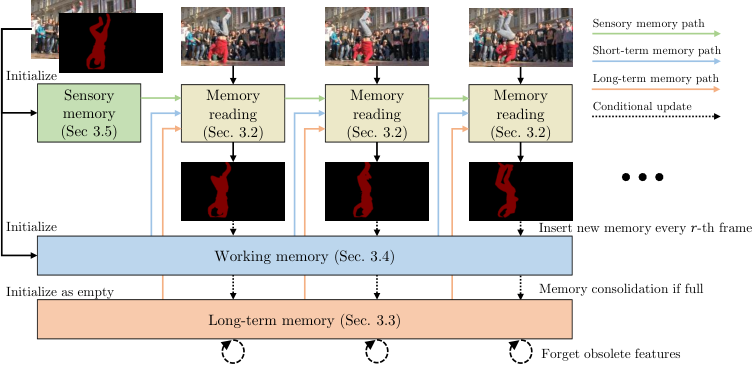 Sensory memory path
Short-term memory path
Long-term memory path
Conditional update
Initialize
Sensory
memory
(Sec 3.5)
Memory
reading
(Sec. 3.2)
Memory
reading
(Sec. 3.2)
Memory
reading
(Sec. 3.2)
Initialize
Insert new memory every r-th frame
Working memory (Sec. 3.4)
Initialize as empty
Memory consolidation if full
Long-term memory (Sec. 3.3)
Forget obsolete features